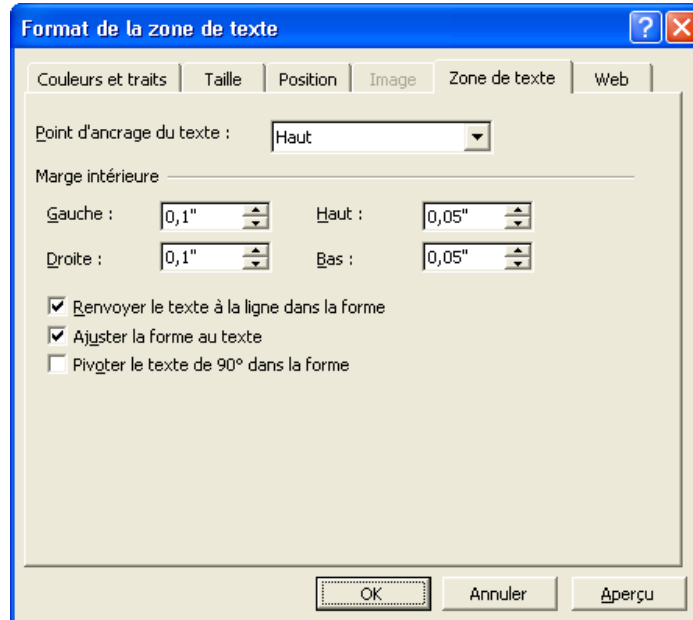 Format de la zone de texte
Couleurs et traits Taille Position Image Zone de texte Web
Point d'ancrage du texte : Haut
Marge intérieure
Gauche : 0,1" Haut : 0,05"
Droite : 0,1" Bas : 0,05"
Renvoyer le texte à la ligne dans la forme
Ajuster la forme au texte
Pivoter le texte de 90° dans la forme
OK Annuler Aperçu